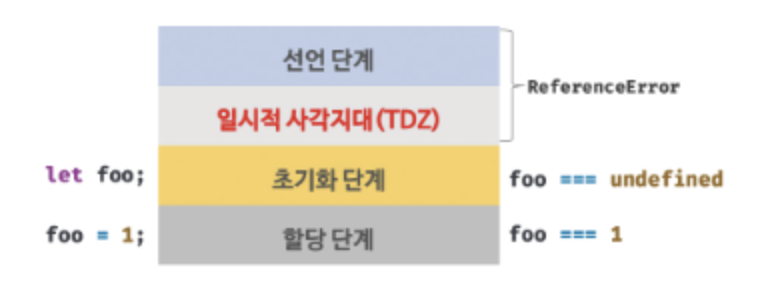 선언 단계
ReferenceError
일시적 사각지대(TDZ)
let foo; 초기화 단계 foo === undefined
foo = 1; 할당 단계 foo === 1